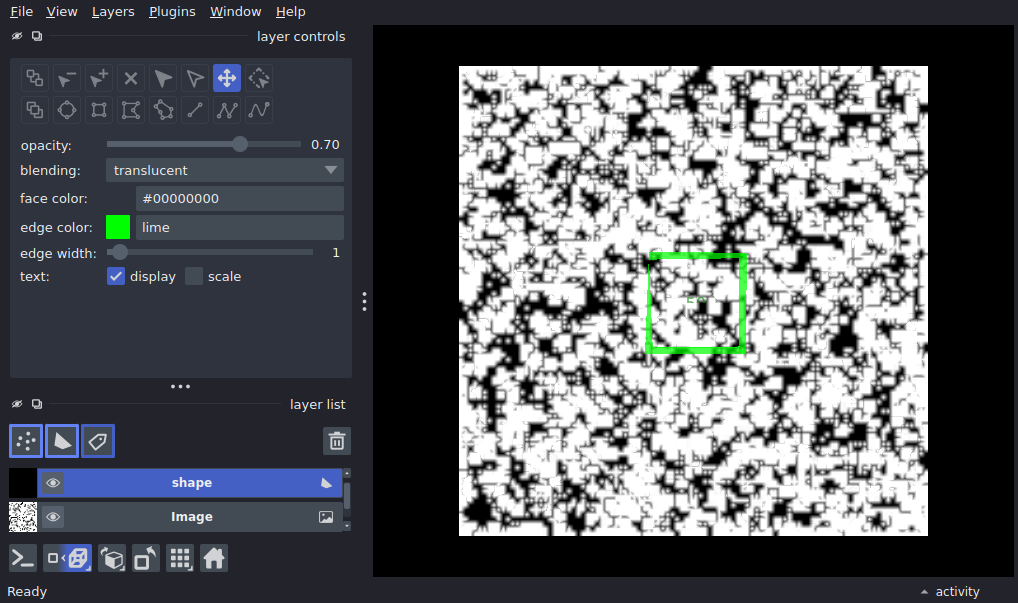 File View Layers Plugins Window Help
layer controls
opacity: 0.70
blending: translucent
face color: #00000000
edge color: lime
edge width: 1
text: display scale
layer list
shape
Image
Ready activity